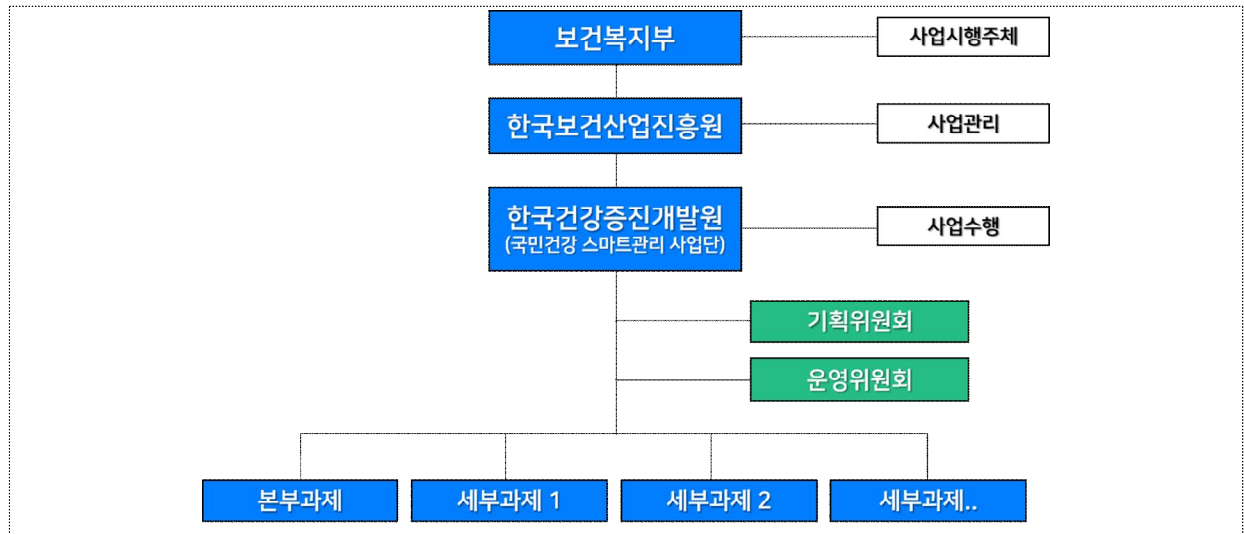 보건복지부
사업시행주체
한국보건산업진흥원
사업관리
한국건강증진개발원
(국민건강 스마트관리 사업단)
사업수행
기획위원회
운영위원회
본부과제
세부과제 1
세부과제 2
세부과제..